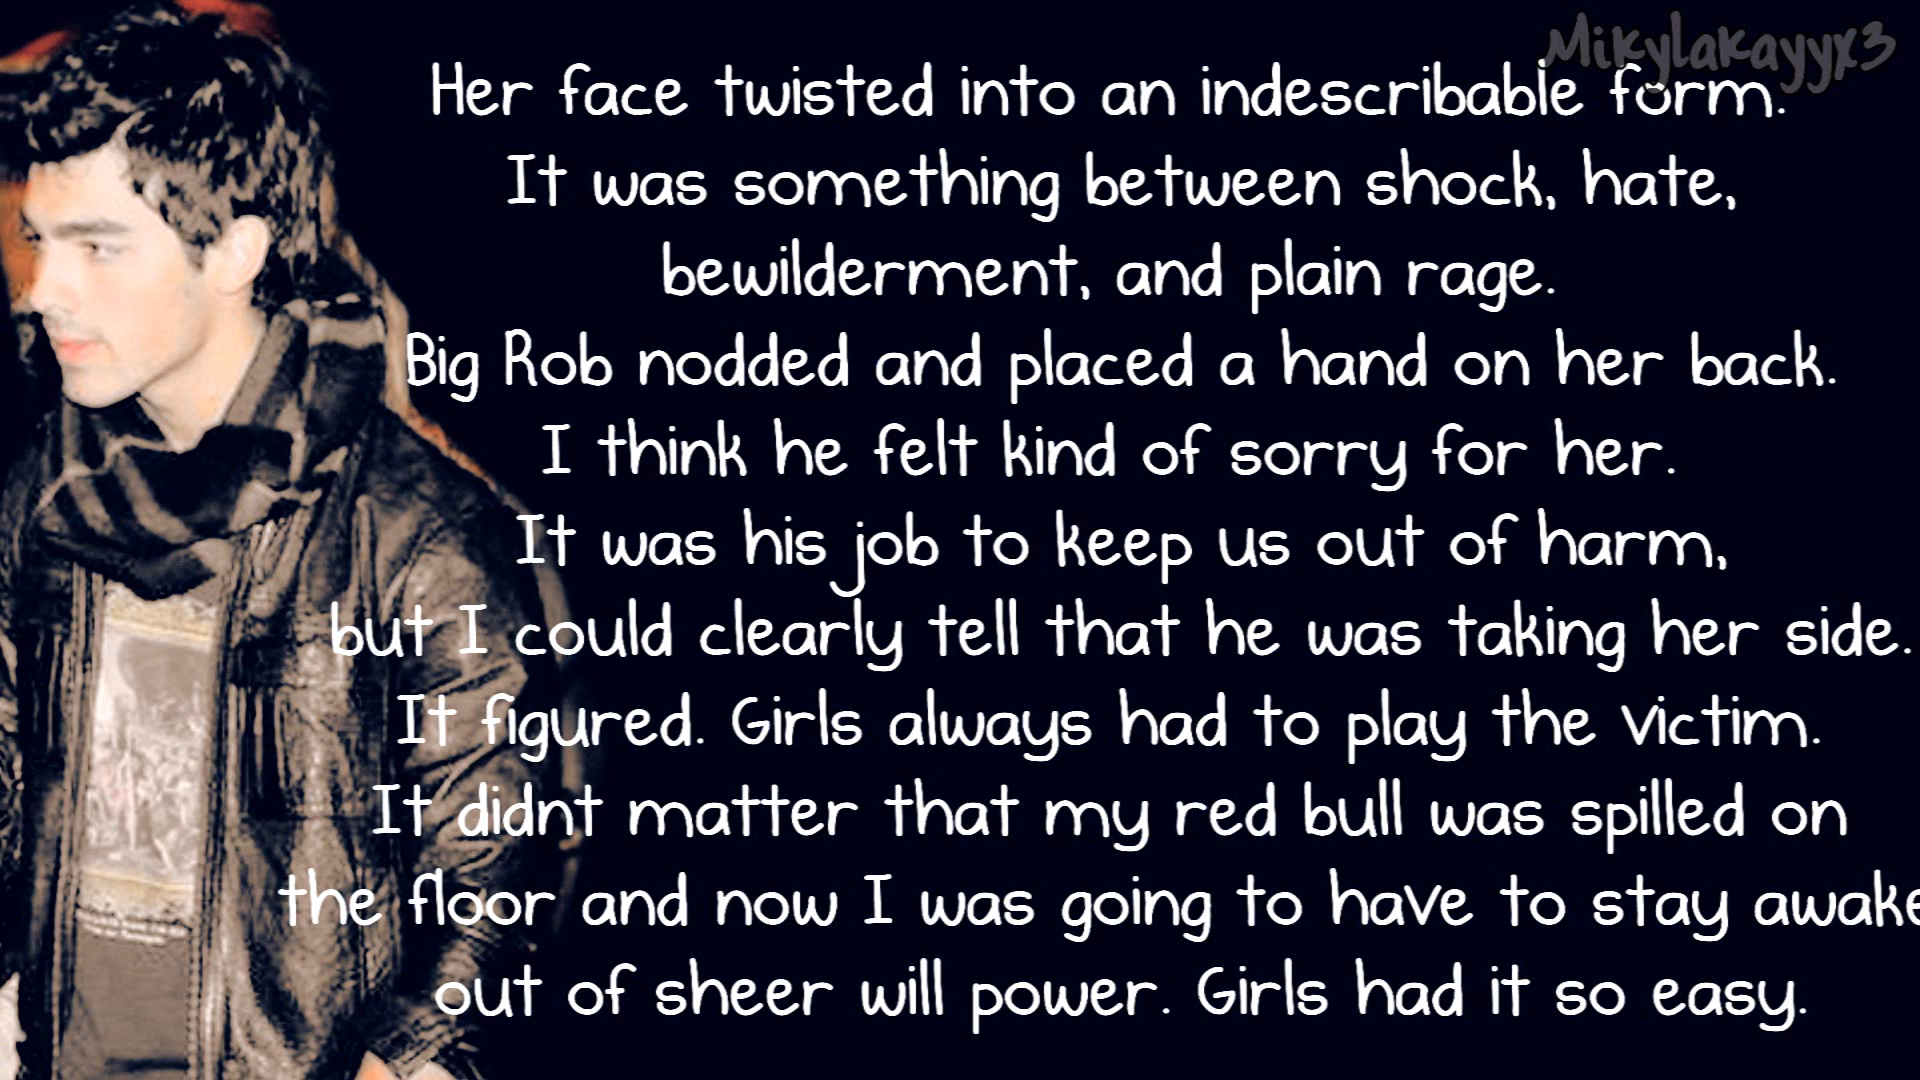 Mikylakayyx3
Her face twisted into an indescribable form.
It was something between shock, hate,
bewilderment, and plain rage.
Big Rob nodded and placed a hand on her back.
I think he felt kind of sorry for her.
It was his job to keep us out of harm,
but I could clearly tell that he was taking her side.
It figured. Girls always had to play the victim.
It didnt matter that my red bull was spilled on
the floor and now I was going to have to stay awake
out of sheer will power. Girls had it so easy.